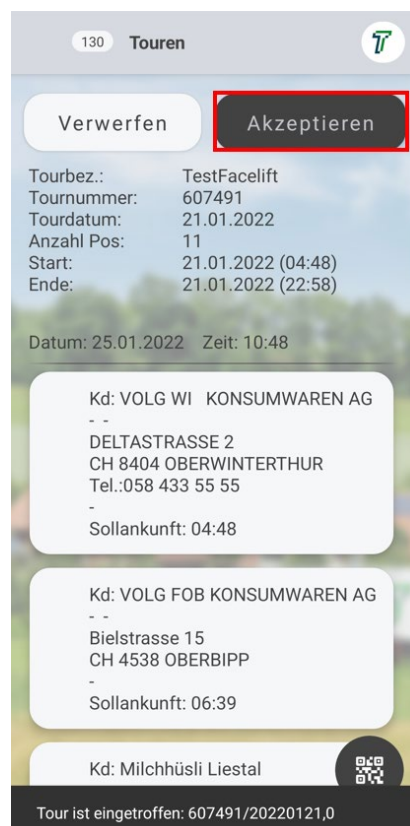 130 Touren
Verwerfen Akzeptieren
Tourbez.: TestFacelift
Tournummer: 607491
Tourdatum: 21.01.2022
Anzahl Pos: 11
Start: 21.01.2022 (04:48)
Ende: 21.01.2022 (22:58)
Datum: 25.01.2022 Zeit: 10:48
Kd: VOLG WI KONSUMWAREN AG
- -
DELTASTRASSE 2
CH 8404 OBERWINTERTHUR
Tel.:058 433 55 55
-
Sollankunft: 04:48
Kd: VOLG FOB KONSUMWAREN AG
- -
Bielstrasse 15
CH 4538 OBERBIPP
-
Sollankunft: 06:39
Kd: Milchhüsli Liestal
Tour ist eingetroffen: 607491/20220121,0